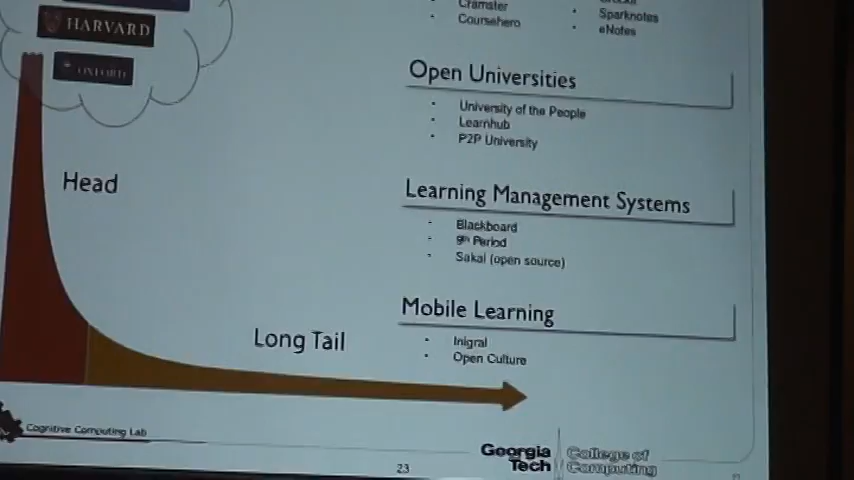 HARVARD
OXFORD
Head
Long Tail
Cramster
Coursehero
Sparknotes
eNotes
Open Universities
University of the People
Learnhub
P2P University
Learning Management Systems
Blackboard
9th Period
Sakai (open source)
Mobile Learning
Inigral
Open Culture
Cognitive Computing Lab
23
Georgia Tech
College of Computing